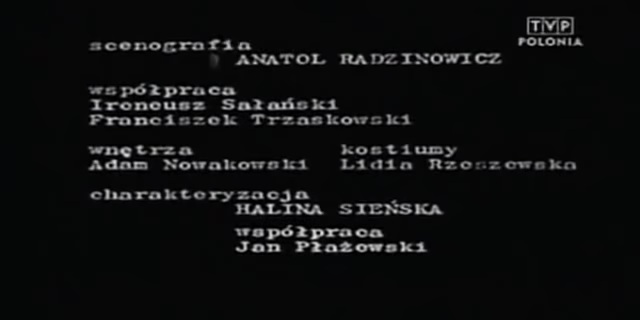 TVP
POLONIA
scenografia
ANATOL RADZINOWICZ
współpraca
Ireneusz Sałański
Franciszek Trzaskowski
wnętrza kostiumy
Adam Nowakowski Lidia Rzeszewska
charakteryzacja
HALINA SIEŃSKA
współpraca
Jan Płażowski